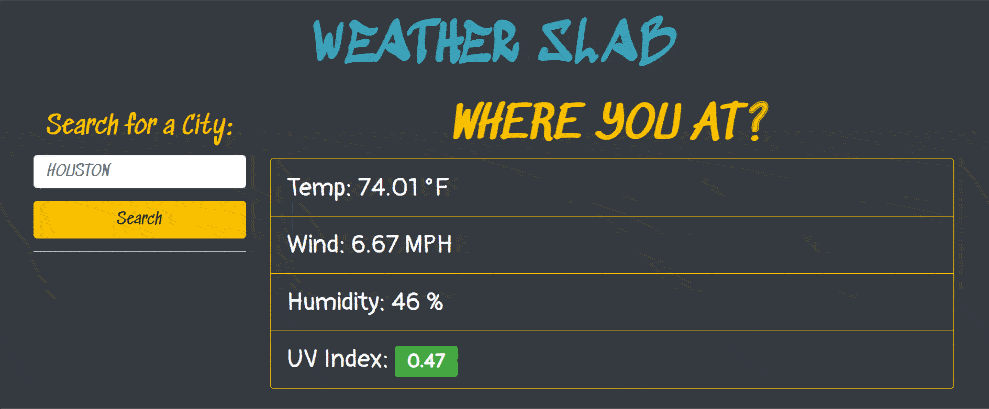 WEATHER SLAB
WHERE YOU AT?
Search for a City:
HOUSTON
Search
Temp: 74.01 °F
Wind: 6.67 MPH
Humidity: 46 %
UV Index: 0.47